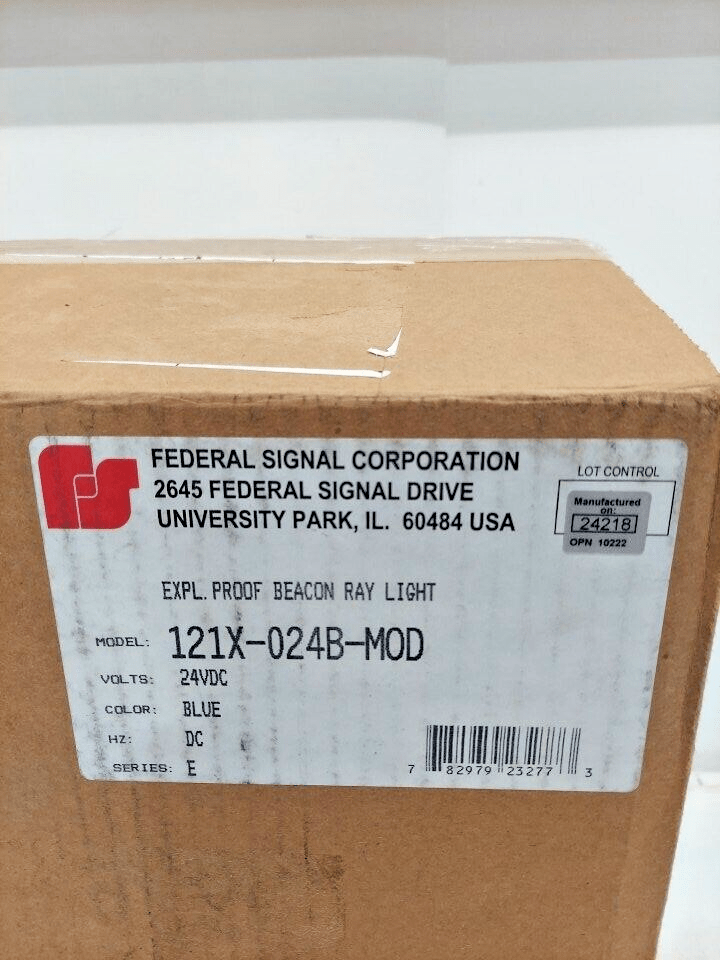 FEDERAL SIGNAL CORPORATION
2645 FEDERAL SIGNAL DRIVE
UNIVERSITY PARK, IL. 60484 USA
LOT CONTROL
Manufactured
on:
24218
OPN 10222
EXPL.PROOF BEACON RAY LIGHT
MODEL: 121X-024B-MOD
VOLTS: 24VDC
COLOR: BLUE
HZ: DC
SERIES: E
7 82979 23277 3